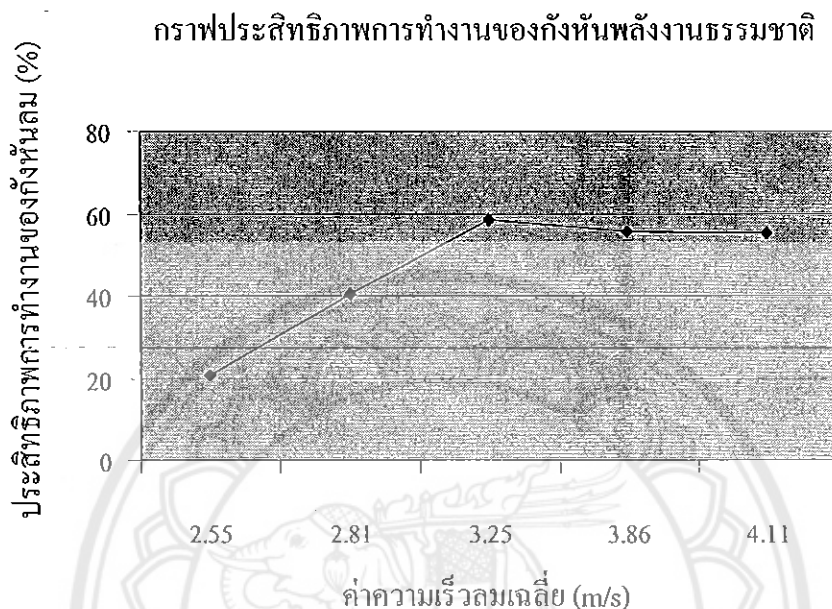 กราฟประสิทธิภาพการทำงานของกังหันพลังงานธรรมชาติ
ประสิทธิภาพการทำงานของกังหันลม (%)
80
60
40
20
0
2.55 2.81 3.25 3.86 4.11
ค่าความเร็วลมเฉลี่ย (m/s)